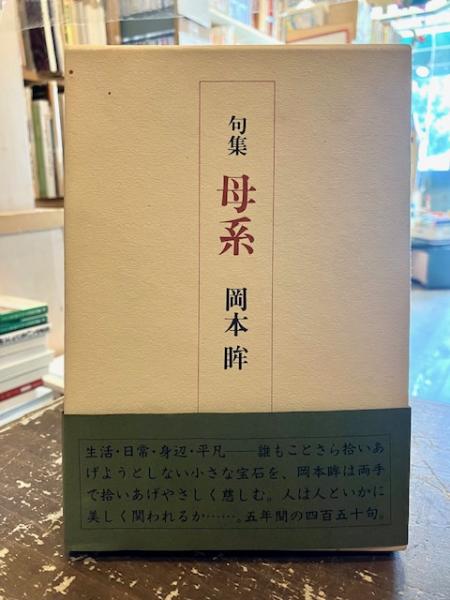 句集
母系
岡本眸
生活・日常・身辺・平凡――誰もことさら拾いあ
げようとしない小さな宝石を、岡本眸は両手
で拾いあげやさしく慈しむ。人は人といかに
美しく関われるか……。五年間の四百五十句。